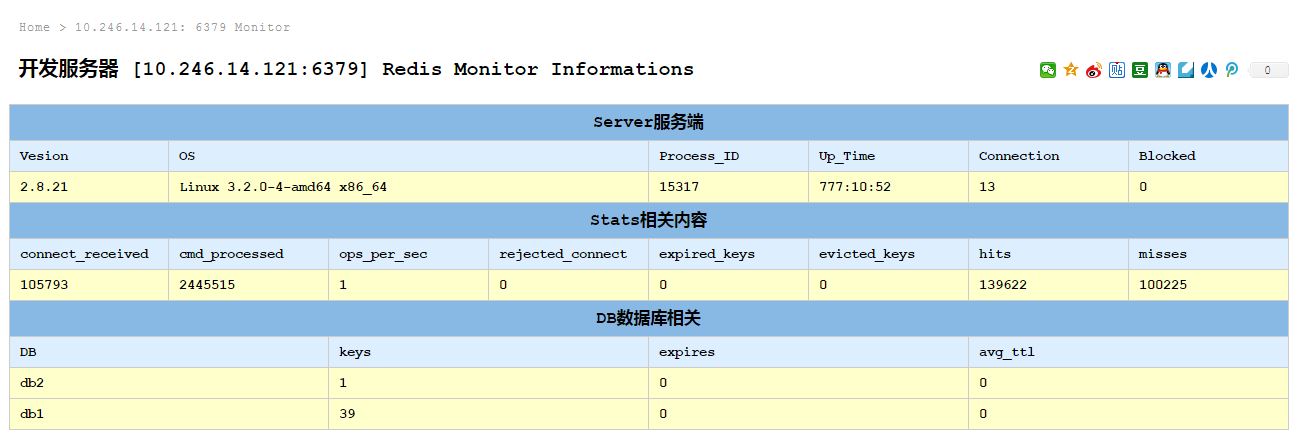 Home > 10.246.14.121: 6379 Monitor
开发服务器 [10.246.14.121:6379] Redis Monitor Informations
贴 豆 0
Server服务端
Vesion OS Process_ID Up_Time Connection Blocked
2.8.21 Linux 3.2.0-4-amd64 x86_64 15317 777:10:52 13 0
Stats相关内容
connect_received cmd_processed ops_per_sec rejected_connect expired_keys evicted_keys hits misses
105793 2445515 1 0 0 0 139622 100225
DB数据库相关
DB keys expires avg_ttl
db2 1 0 0
db1 39 0 0